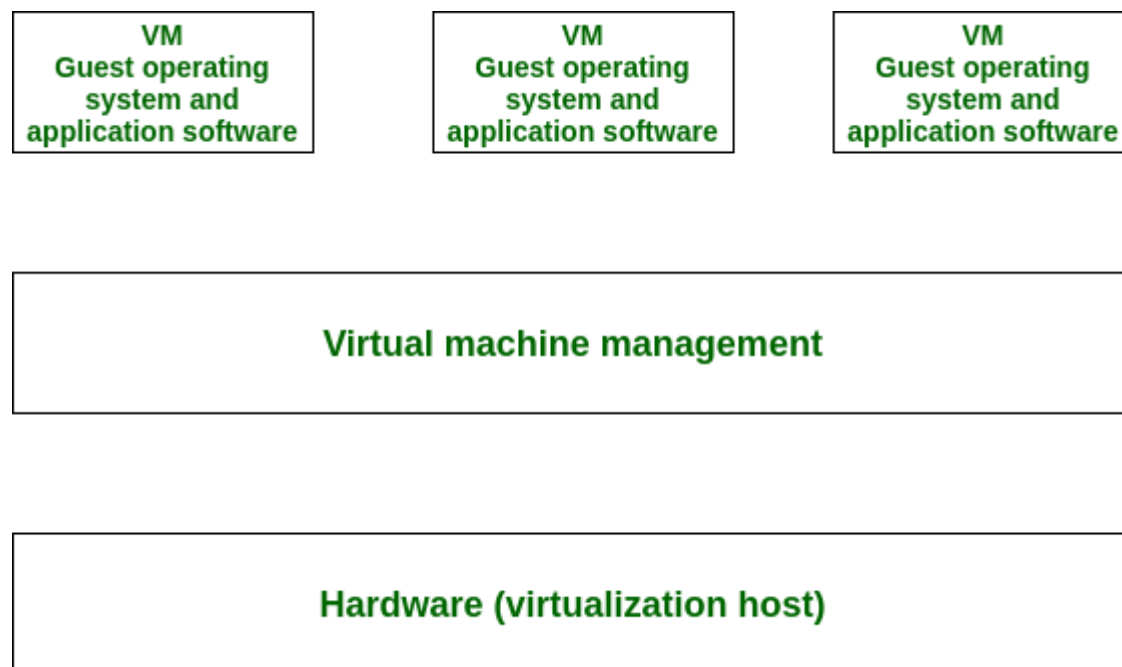 VM
Guest operating
system and
application software
VM
Guest operating
system and
application software
VM
Guest operating
system and
application software
Virtual machine management
Hardware (virtualization host)